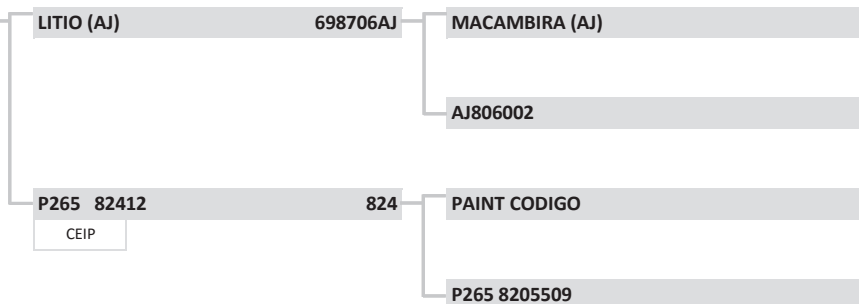 LITIO (AJ) 698706AJ MACAMBIRA (AJ)
AJ806002
P265 82412 824 PAINT CODIGO
CEIP
P265 8205509